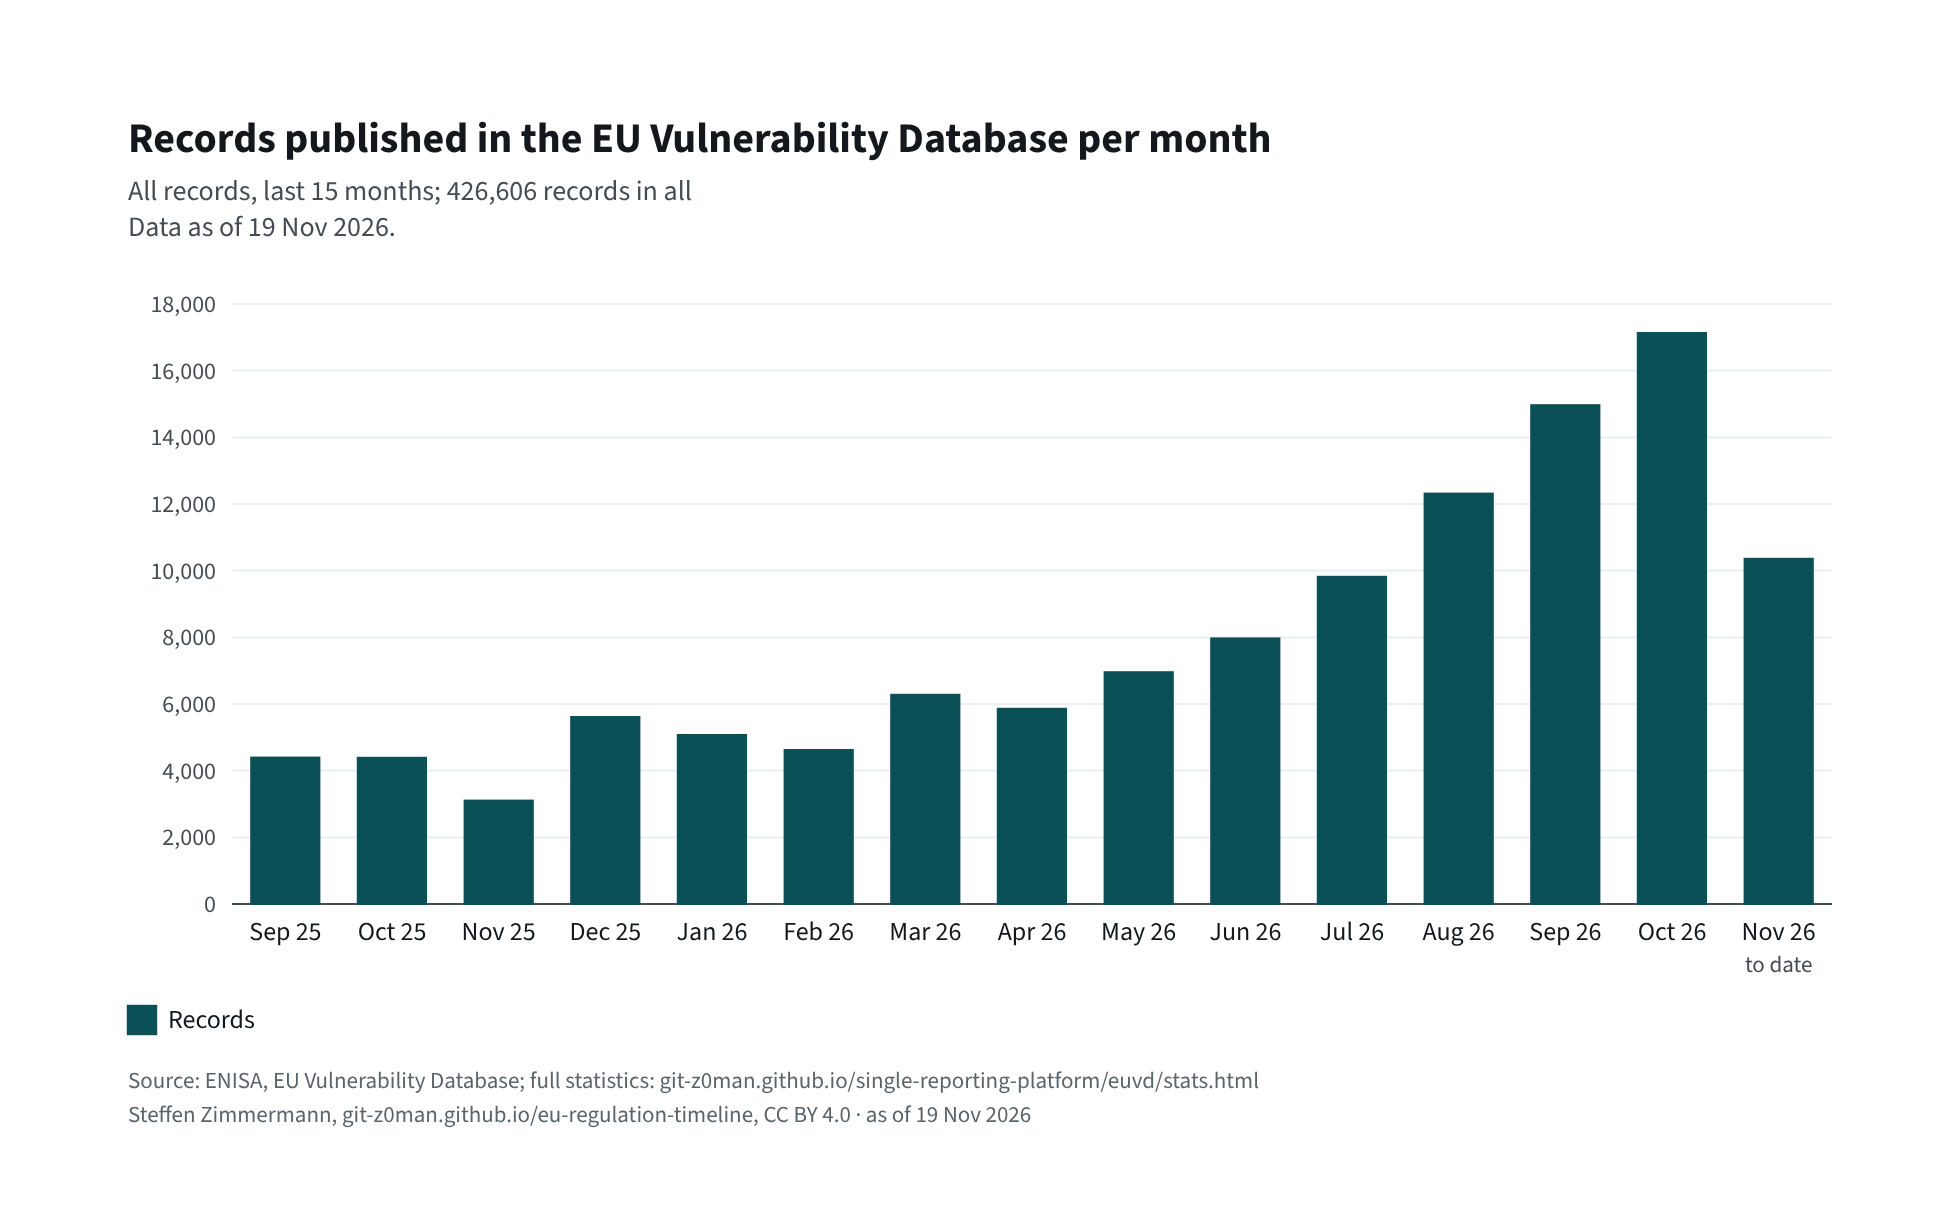 Records published in the EU Vulnerability Database per month
All records, last 15 months; 426,606 records in all
Data as of 19 Nov 2026.
18,000
16,000
14,000
12,000
10,000
8,000
6,000
4,000
2,000
0
Sep 25 Oct 25 Nov 25 Dec 25 Jan 26 Feb 26 Mar 26 Apr 26 May 26 Jun 26 Jul 26 Aug 26 Sep 26 Oct 26 Nov 26
to date
Records
Source: ENISA, EU Vulnerability Database; full statistics: git-z0man.github.io/single-reporting-platform/euvd/stats.html
Steffen Zimmermann, git-z0man.github.io/eu-regulation-timeline, CC BY 4.0 · as of 19 Nov 2026